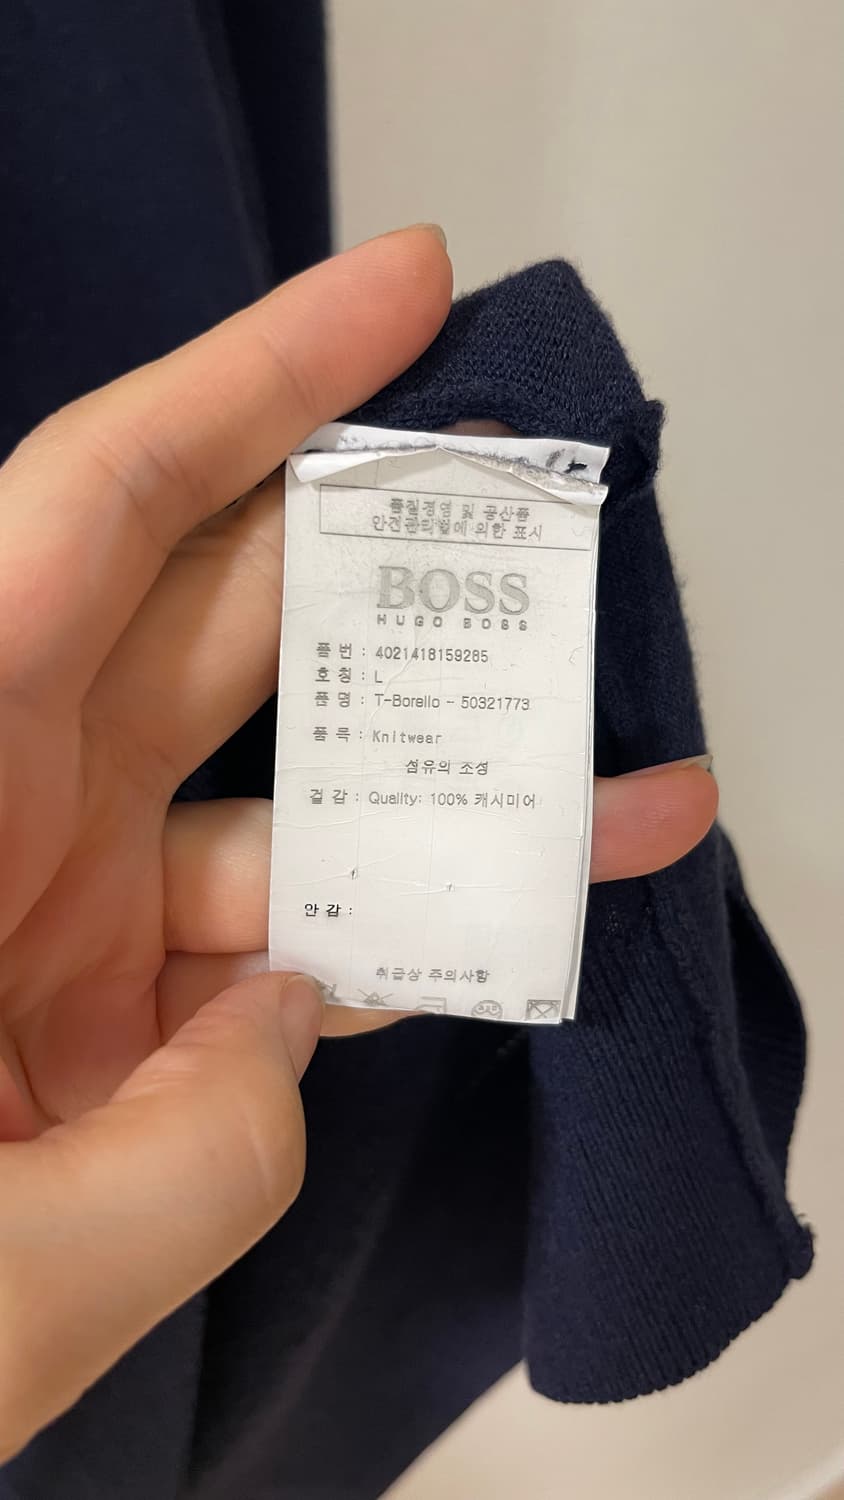 품질경영 및 공산품
안전관리법에 의한 표시
BOSS
HUGO BOSS
품 번 : 4021418159285
호 칭 : L
품 명 : T-Borello - 50321773
품 목 : Knitwear
섬유의 조성
겉 감 : Quality: 100% 캐시미어
안 감 :
취급상 주의사항